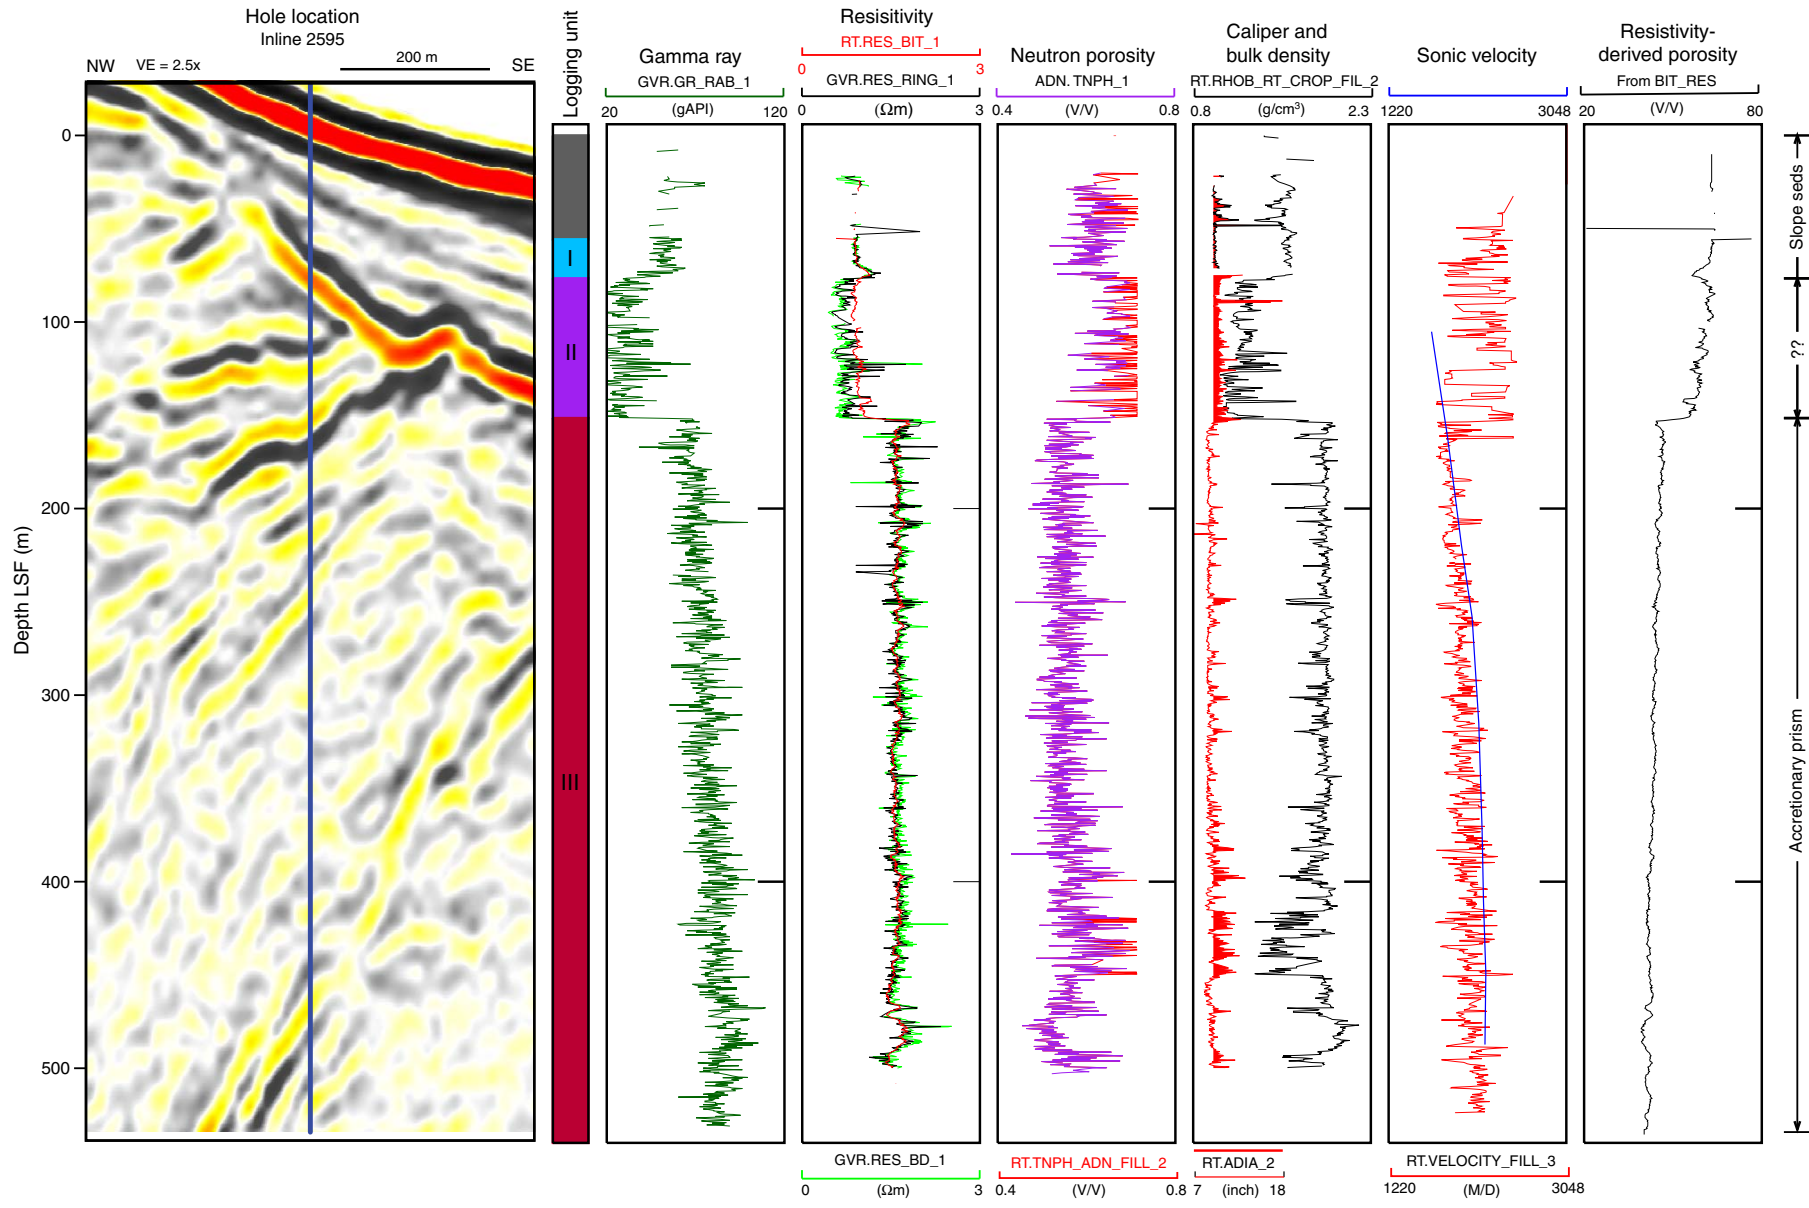 Hole location
Inline 2595
NW
VE = 2.5x
200 m
SE
Logging unit
Gamma ray
GVR.GR_RAB_1
20
(gAPI)
120
Resisitivity
RT.RES_BIT_1
0
3
GVR.RES_RING_1
0
(Ωm)
3
Neutron porosity
ADN.TNPH_1
0.4
(V/V)
0.8
Caliper and
bulk density
RT.RHOB_RT_CROP_FIL_2
0.8
(g/cm³)
2.3
Sonic velocity
1220
3048
Resistivity-
derived porosity
From BIT_RES
20
(V/V)
80
Depth LSF (m)
0
100
200
300
400
500
I
II
III
Slope seds
??
Accretionary prism
GVR.RES_BD_1
0
(Ωm)
3
RT.TNPH_ADN_FILL_2
0.4
(V/V)
0.8
RT.ADIA_2
7
(inch)
18
RT.VELOCITY_FILL_3
1220
(M/D)
3048